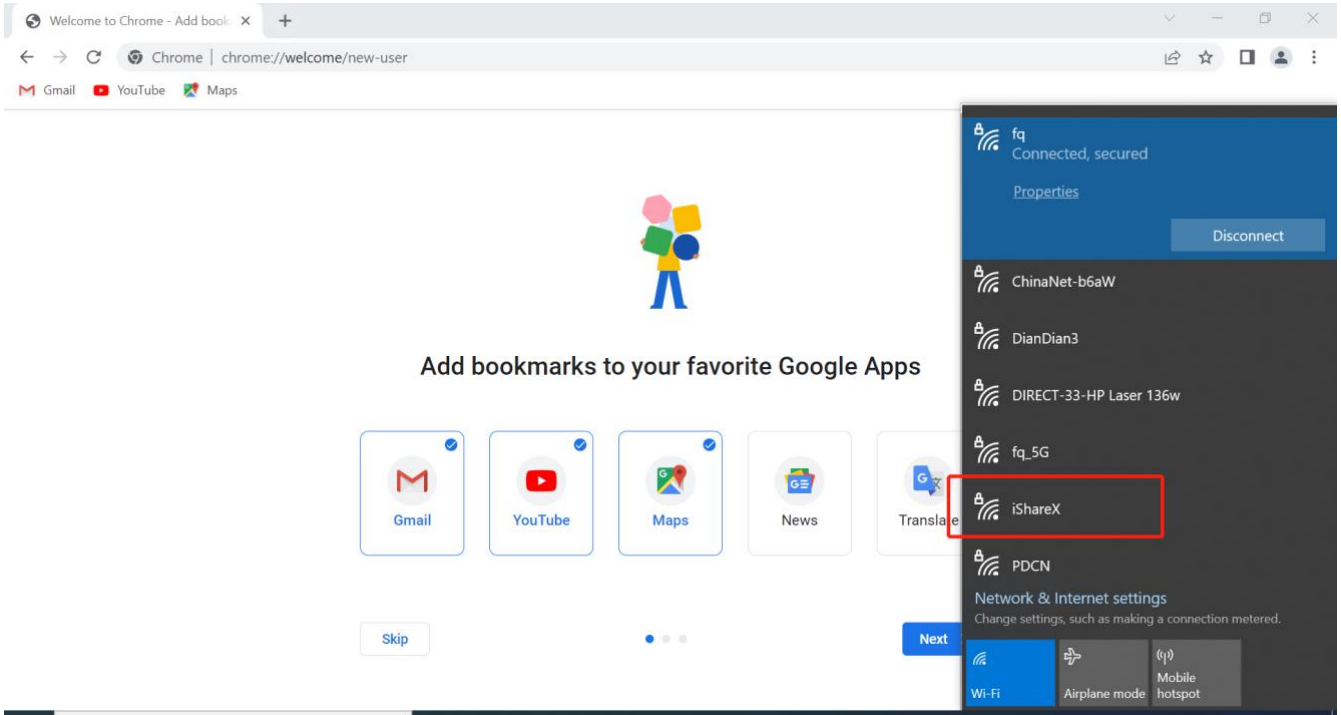 Welcome to Chrome - Add book
Chrome | chrome://welcome/new-user
Gmail YouTube Maps
fq
Connected, secured
Properties
Disconnect
ChinaNet-b6aW
DianDian3
DIRECT-33-HP Laser 136w
fq_5G
iShareX
PDCN
Network & Internet settings
Change settings, such as making a connection metered.
Wi-Fi
Airplane mode
Mobile
hotspot
Add bookmarks to your favorite Google Apps
Gmail YouTube Maps News Translate
Skip
Next